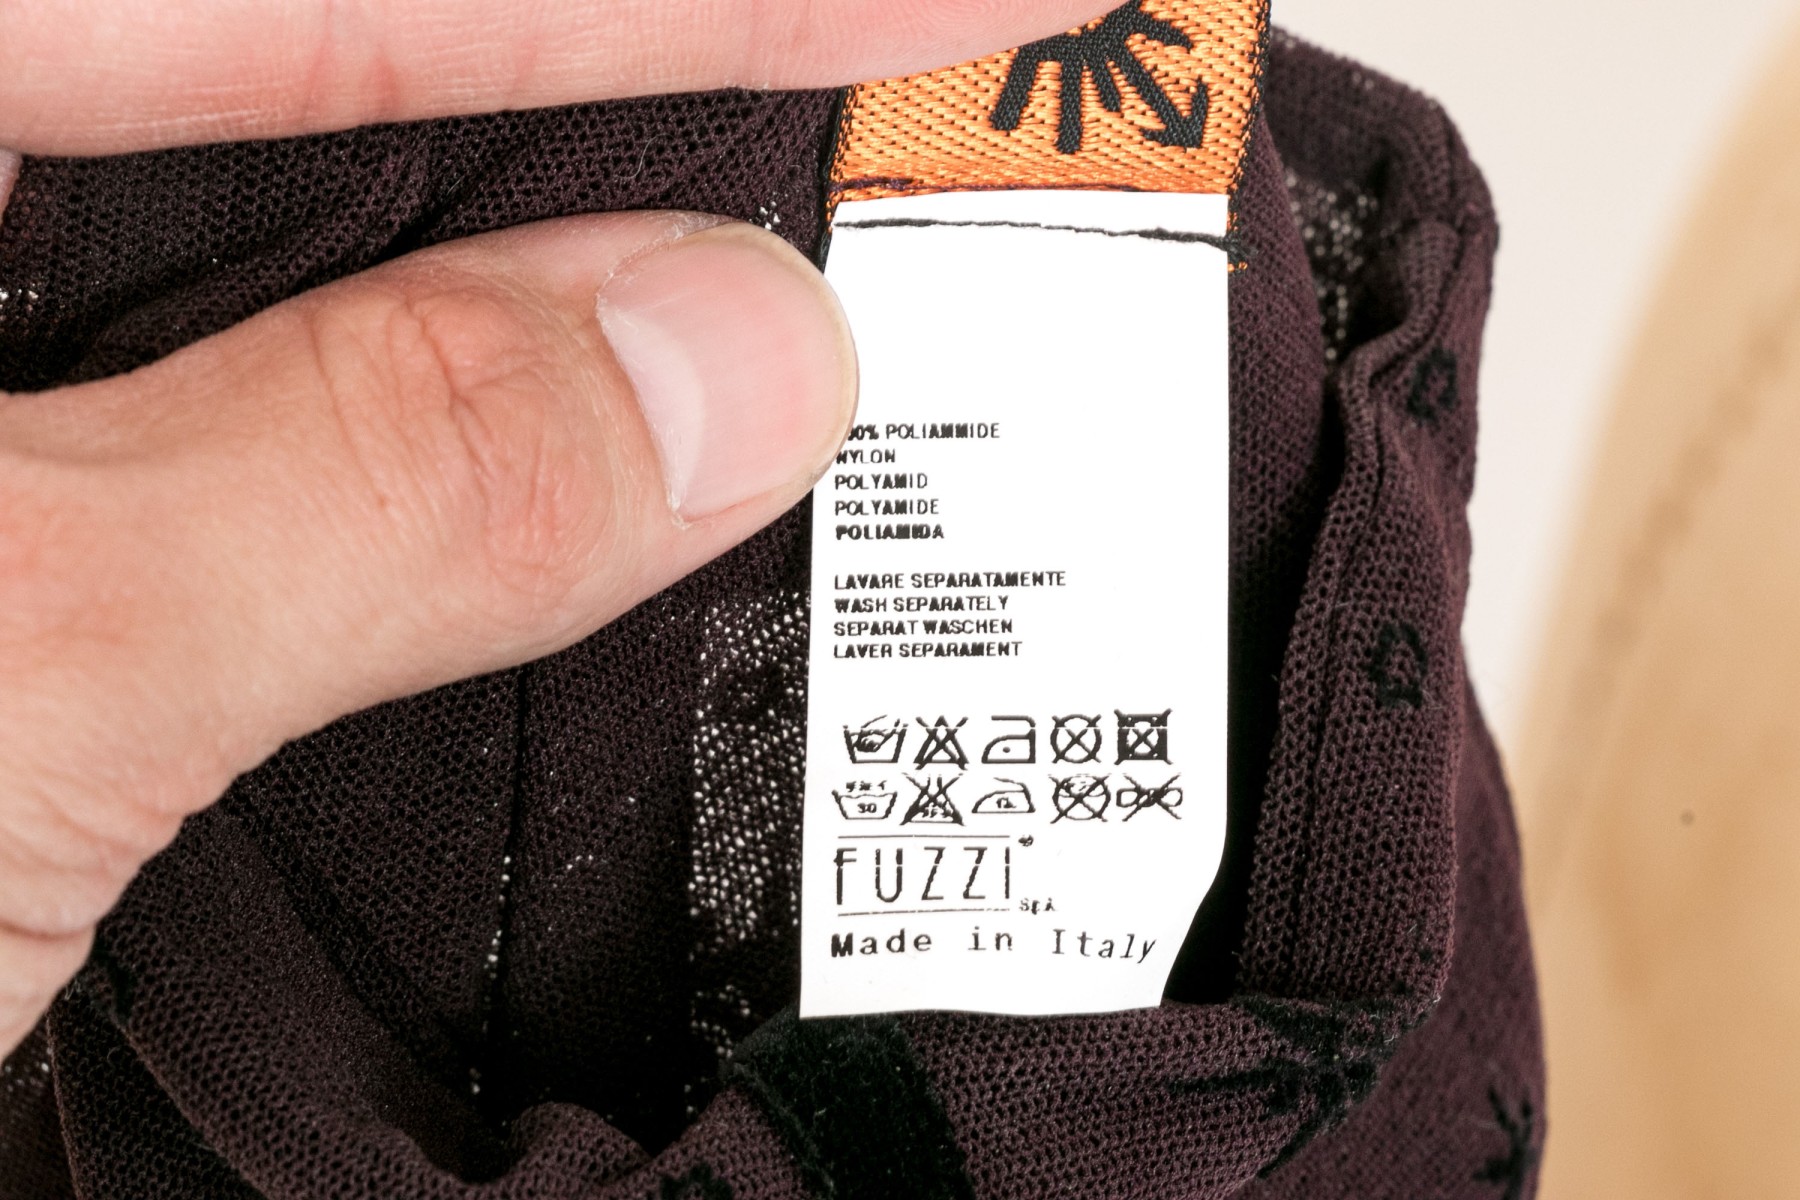 00% POLIAMMIDE
NYLON
POLYAMID
POLYAMIDE
POLIAMIDA
LAVARE SEPARATAMENTE
WASH SEPARATELY
SEPARAT WASCHEN
LAVER SEPARAMENT
30
FUZZI
SpA
Made in Italy